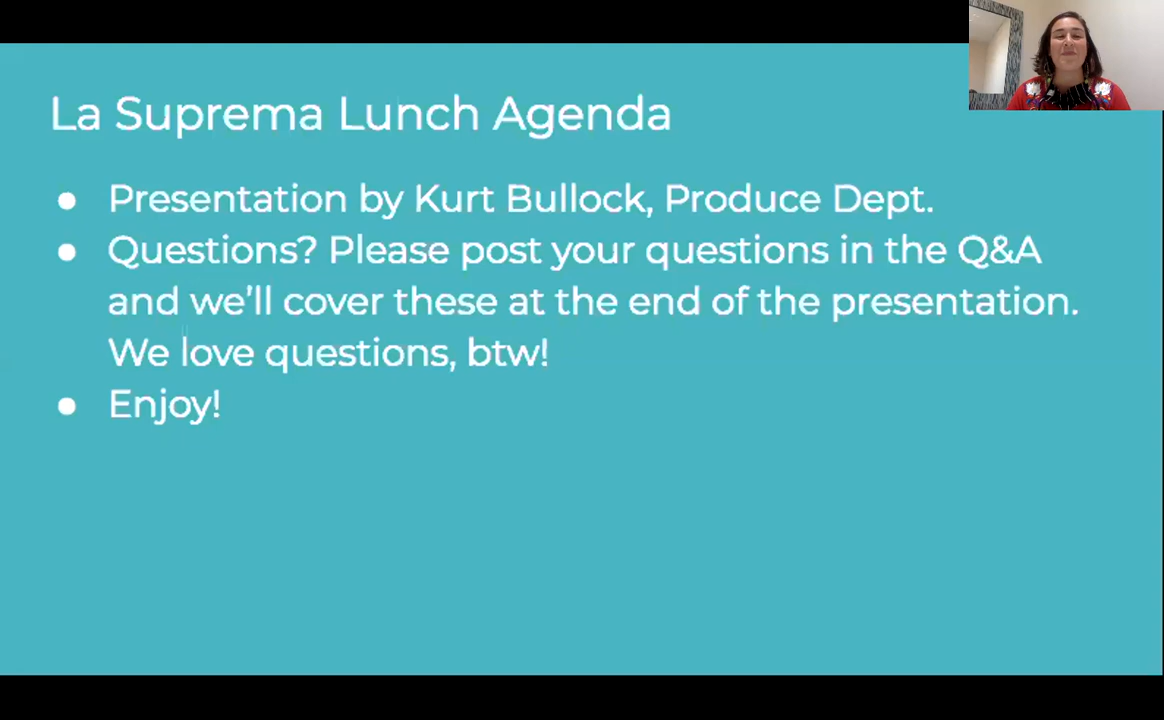 La Suprema Lunch Agenda
● Presentation by Kurt Bullock, Produce Dept.
● Questions? Please post your questions in the Q&A
and we’ll cover these at the end of the presentation.
We love questions, btw!
● Enjoy!